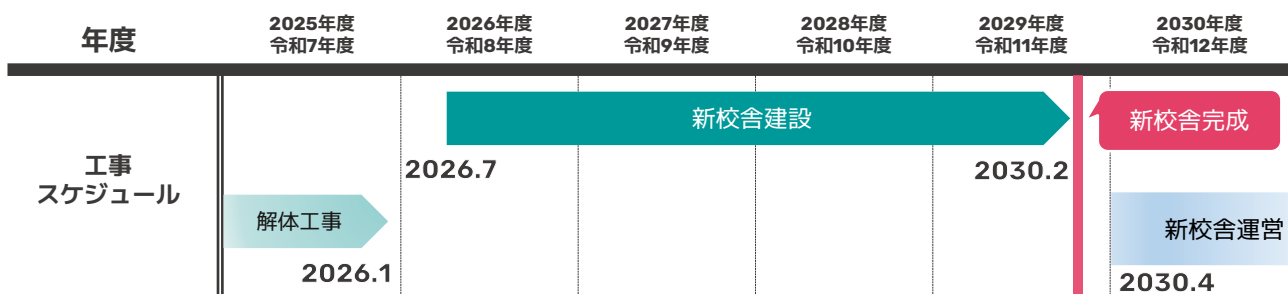 年度
2025年度
令和7年度
2026年度
令和8年度
2027年度
令和9年度
2028年度
令和10年度
2029年度
令和11年度
2030年度
令和12年度
工事
スケジュール
新校舎建設
新校舎完成
2026.7
2030.2
解体工事
新校舎運営
2026.1
2030.4